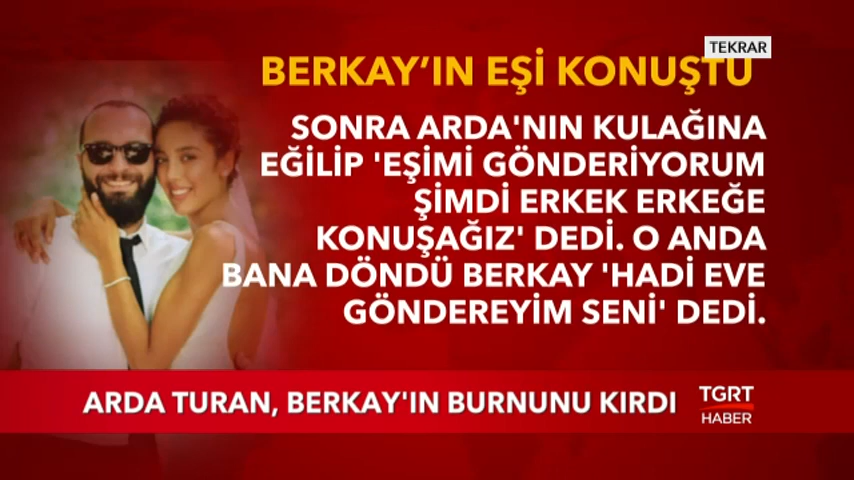 TEKRAR
BERKAY'IN EŞİ KONUŞTU
SONRA ARDA'NIN KULAĞINA
EĞİLİP 'EŞİMİ GÖNDERİYORUM
ŞİMDİ ERKEK ERKEĞE
KONUŞAĞIZ' DEDİ. O ANDA
BANA DÖNDÜ BERKAY 'HADİ EVE
GÖNDEREYİM SENİ' DEDİ.
ARDA TURAN, BERKAY'IN BURNUNU KIRDI
TGRT
HABER